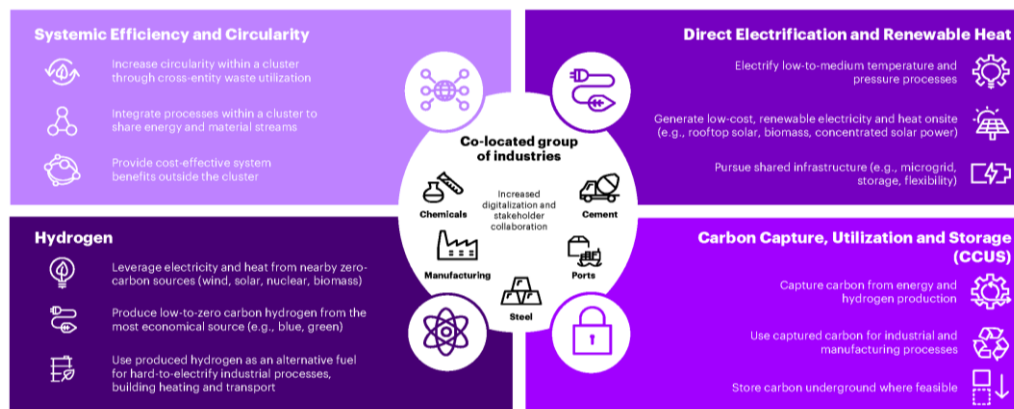 Systemic Efficiency and Circularity
Increase circularity within a cluster
through cross-entity waste utilization
Integrate processes within a cluster to
share energy and material streams
Provide cost-effective system
benefits outside the cluster
Direct Electrification and Renewable Heat
Electrify low-to-medium temperature and
pressure processes
Generate low-cost, renewable electricity and heat onsite
(e.g., rooftop solar, biomass, concentrated solar power)
Pursue shared infrastructure (e.g., microgrid,
storage, flexibility)
Co-located group
of industries
Increased
digitalization and
stakeholder
collaboration
Chemicals
Cement
Manufacturing
Ports
Steel
Hydrogen
Leverage electricity and heat from nearby zero-
carbon sources (wind, solar, nuclear, biomass)
Produce low-to-zero carbon hydrogen from the
most economical source (e.g., blue, green)
Use produced hydrogen as an alternative fuel
for hard-to-electrify industrial processes,
building heating and transport
Carbon Capture, Utilization and Storage
(CCUS)
Capture carbon from energy and
hydrogen production
Use captured carbon for industrial and
manufacturing processes
Store carbon underground where feasible